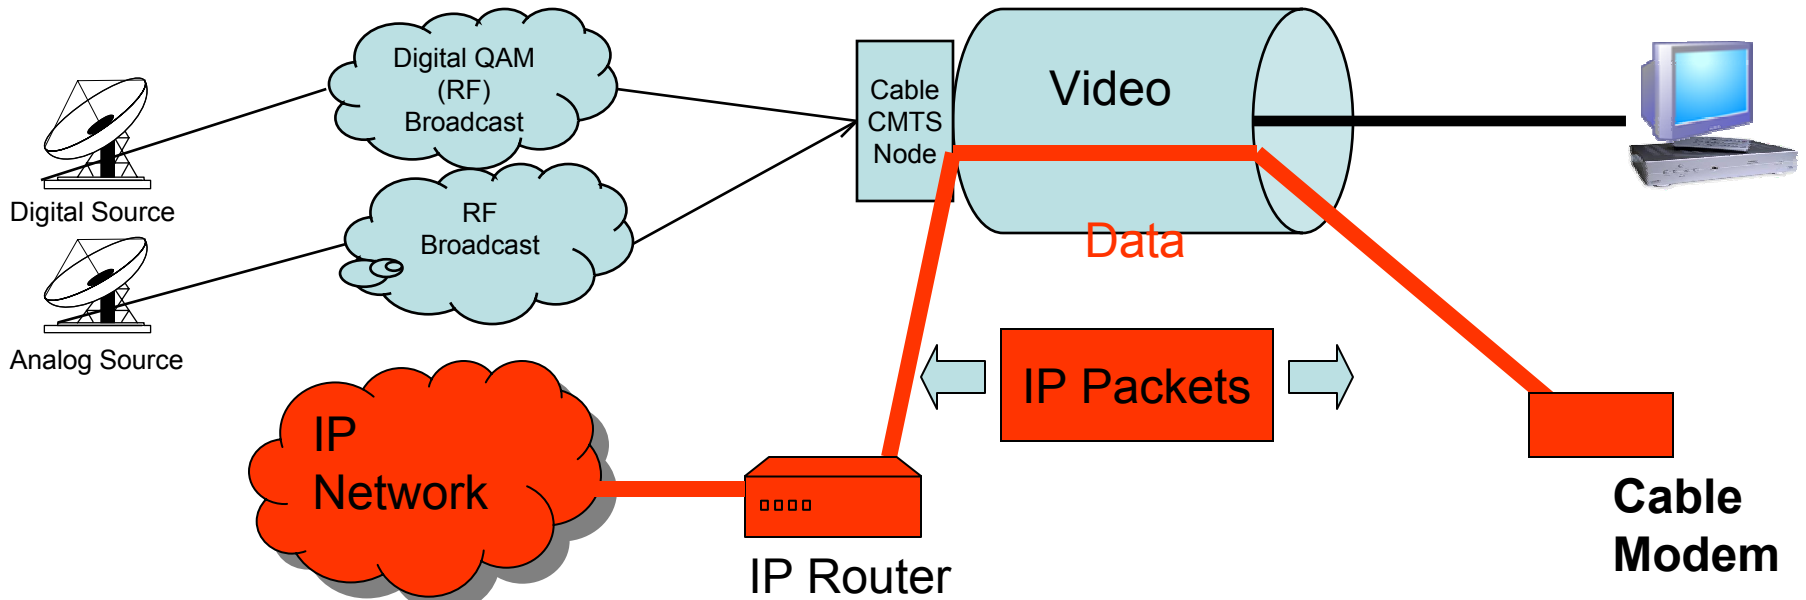 Digital QAM
(RF)
Broadcast
Cable
CMTS
Node
Video
Digital Source
RF
Broadcast
Data
Analog Source
IP Packets
IP
Network
IP Router
Cable
Modem